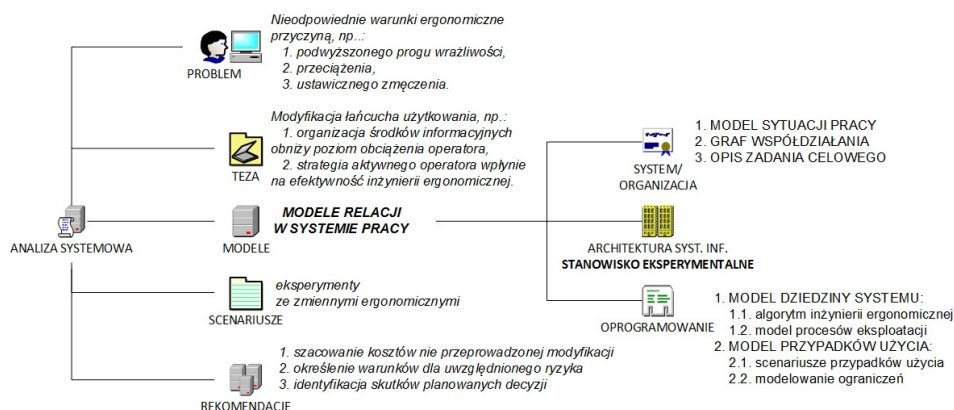 Nieodpowiednie warunki ergonomiczne
przyczyną, np..:
1. podwyższonego progu wrażliwości,
2. przeciążenia,
3. ustawicznego zmęczenia.
PROBLEM
Modyfikacja łańcucha użytkowania, np.:
1. organizacja środków informacyjnych
obniży poziom obciążenia operatora,
2. strategia aktywnego operatora wpłynie
na efektywność inżynierii ergonomicznej.
TEZA
ANALIZA SYSTEMOWA
MODELE RELACJI
W SYSTEMIE PRACY
MODELE
eksperymenty
ze zmiennymi ergonomicznymi
SCENARIUSZE
1. szacowanie kosztów nie przeprowadzonej modyfikacji
2. określenie warunków dla uwzględnionego ryzyka
3. identyfikacja skutków planowanych decyzji
REKOMENDACJE
1. MODEL SYTUACJI PRACY
2. GRAF WSPÓŁDZIAŁANIA
3. OPIS ZADANIA CELOWEGO
SYSTEM/
ORGANIZACJA
ARCHITEKTURA SYST. INF.
STANOWISKO EKSPERYMENTALNE
OPROGRAMOWANIE
1. MODEL DZIEDZINY SYSTEMU:
1.1. algorytm inżynierii ergonomicznej
1.2. model procesów eksploatacji
2. MODEL PRZYPADKÓW UŻYCIA:
2.1. scenariusze przypadków użycia
2.2. modelowanie ograniczeń